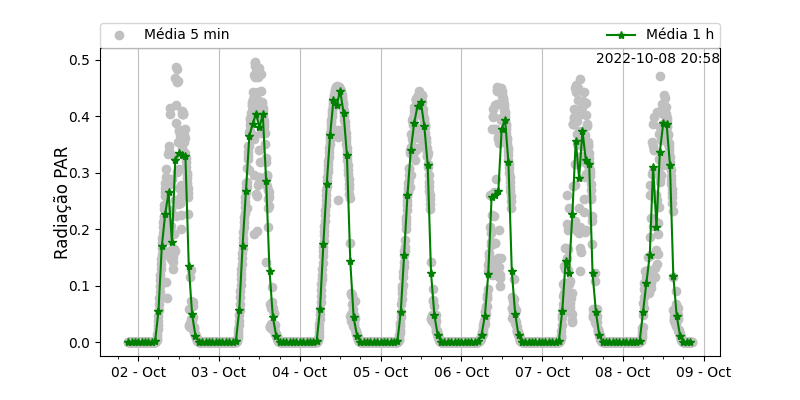 Média 5 min
Média 1 h
2022-10-08 20:58
Radiação PAR
0.5
0.4
0.3
0.2
0.1
0.0
02 - Oct
03 - Oct
04 - Oct
05 - Oct
06 - Oct
07 - Oct
08 - Oct
09 - Oct